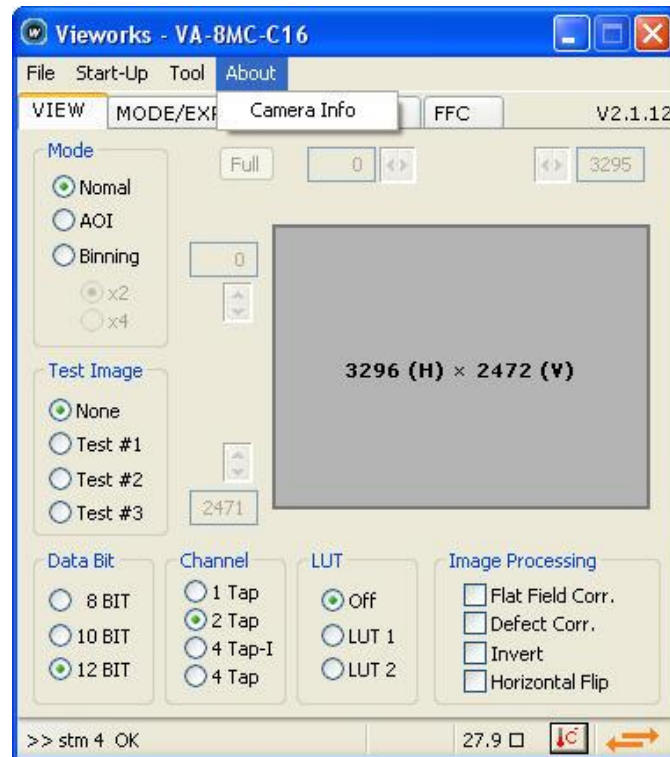 Vieworks - VA-8MC-C16
File Start-Up Tool About
Camera Info
VIEW MODE/EXP FFC V2.1.12
Mode
Nomal
AOI
Binning
x2
x4
Full 0 3295
0
2471
3296 (H) × 2472 (V)
Test Image
None
Test #1
Test #2
Test #3
Data Bit
8 BIT
10 BIT
12 BIT
Channel
1 Tap
2 Tap
4 Tap-I
4 Tap
LUT
Off
LUT 1
LUT 2
Image Processing
Flat Field Corr.
Defect Corr.
Invert
Horizontal Flip
>> stm 4 OK 27.9 □ C